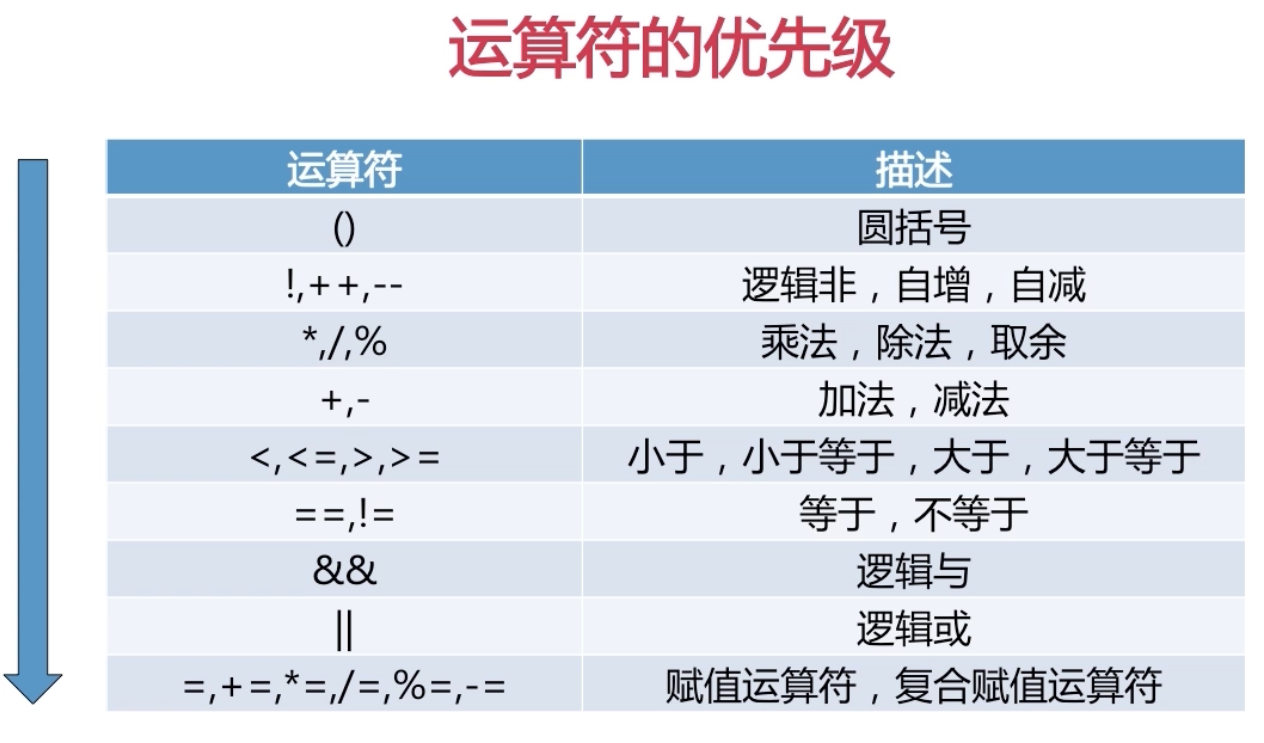 运算符的优先级
运算符 描述
() 圆括号
!,++,-- 逻辑非，自增，自减
*,/,% 乘法，除法，取余
+,- 加法，减法
<,<=,>,>= 小于，小于等于，大于，大于等于
==,!= 等于，不等于
&& 逻辑与
|| 逻辑或
=,+=,*=,/=,%=,-= 赋值运算符，复合赋值运算符